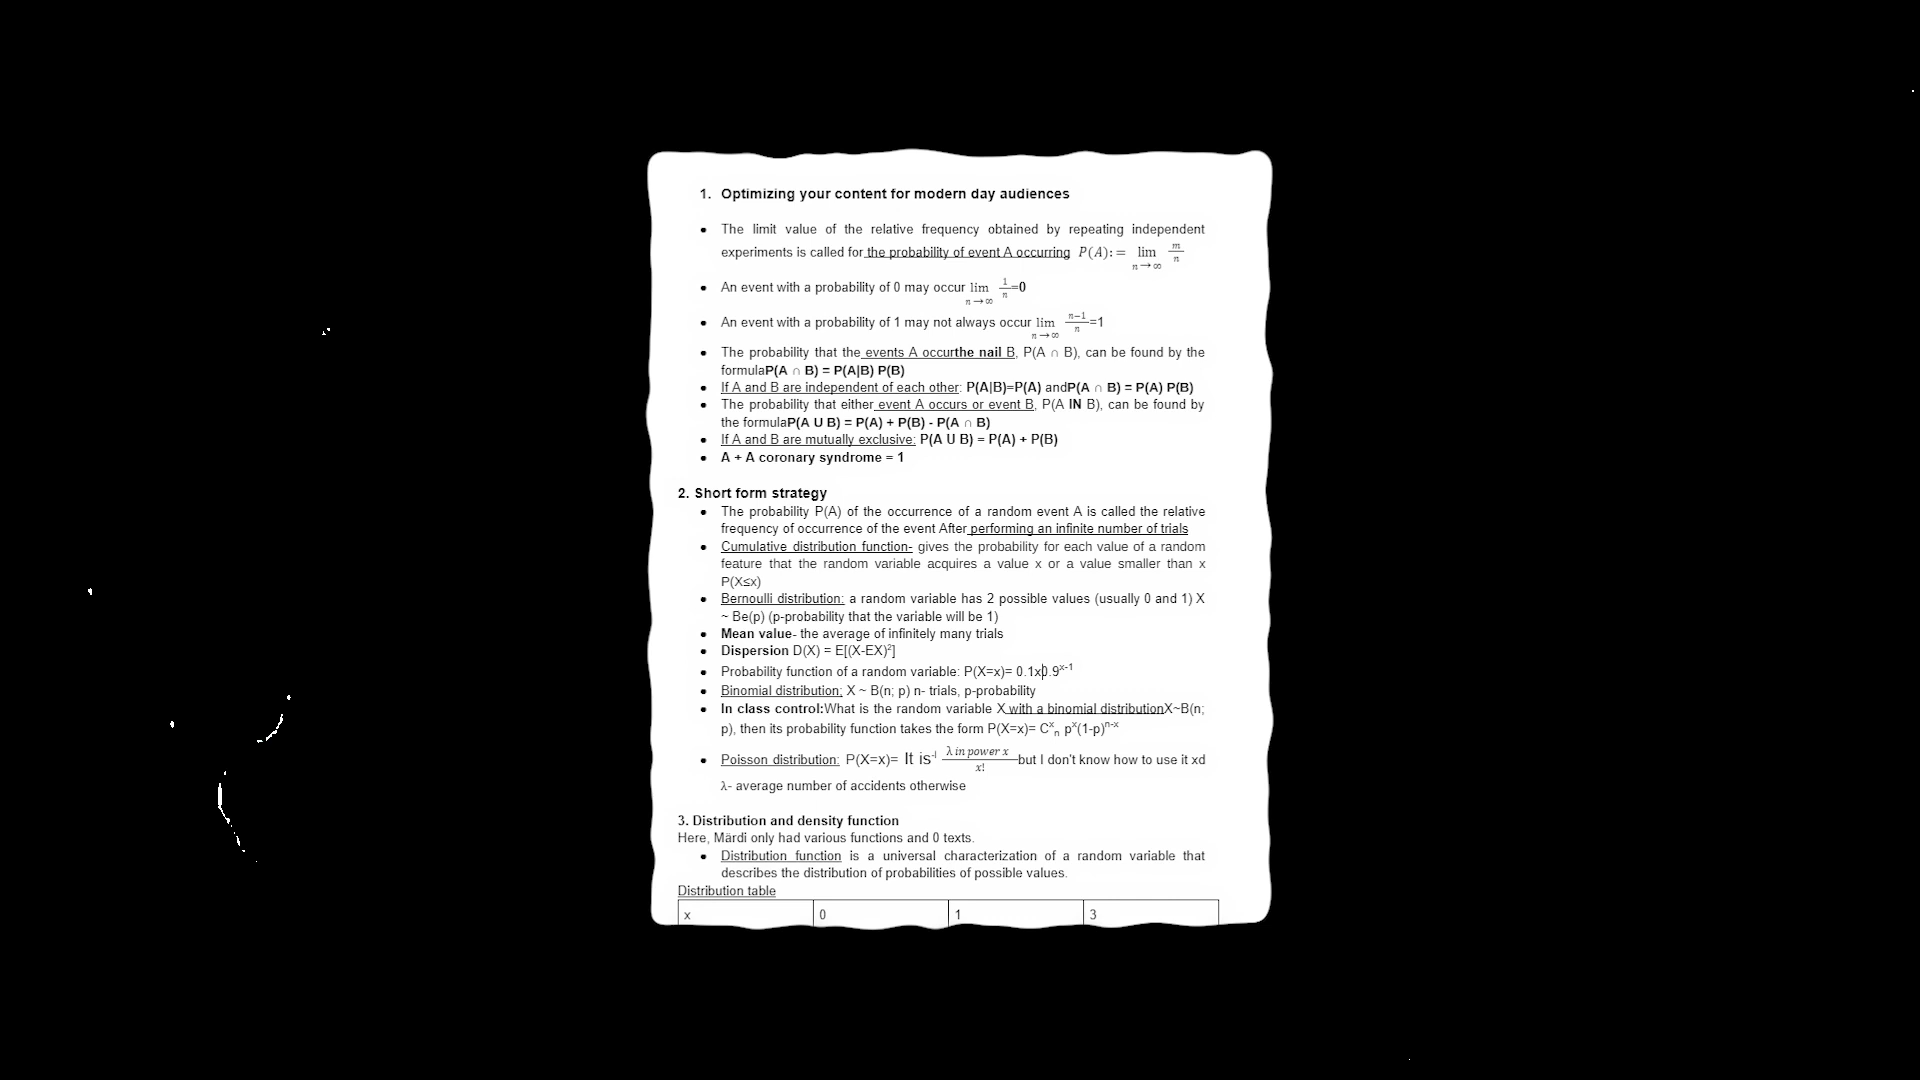 1. Optimizing your content for modern day audiences
• The limit value of the relative frequency obtained by repeating independent
experiments is called for the probability of event A occurring P(A):= lim n→∞ m/n
• An event with a probability of 0 may occur lim n→∞ 1/n=0
• An event with a probability of 1 may not always occur lim n→∞ n−1/n=1
• The probability that the events A occurthe nail B, P(A ∩ B), can be found by the
formulaP(A ∩ B) = P(A|B) P(B)
• If A and B are independent of each other: P(A|B)=P(A) andP(A ∩ B) = P(A) P(B)
• The probability that either event A occurs or event B, P(A IN B), can be found by
the formulaP(A U B) = P(A) + P(B) - P(A ∩ B)
• If A and B are mutually exclusive: P(A U B) = P(A) + P(B)
• A + A coronary syndrome = 1
2. Short form strategy
• The probability P(A) of the occurrence of a random event A is called the relative
frequency of occurrence of the event After performing an infinite number of trials
• Cumulative distribution function- gives the probability for each value of a random
feature that the random variable acquires a value x or a value smaller than x
P(X≤x)
• Bernoulli distribution: a random variable has 2 possible values (usually 0 and 1) X
~ Be(p) (p-probability that the variable will be 1)
• Mean value- the average of infinitely many trials
• Dispersion D(X) = E[(X-EX)²]
• Probability function of a random variable: P(X=x)= 0.1x0.9ˣ⁻¹
• Binomial distribution: X ~ B(n; p) n- trials, p-probability
• In class control:What is the random variable X with a binomial distributionX~B(n;
p), then its probability function takes the form P(X=x)= Cˣₙ pˣ(1-p)ⁿ⁻ˣ
• Poisson distribution: P(X=x)= It is⁻ˡ λ in power x/x! but I don't know how to use it xd
λ- average number of accidents otherwise
3. Distribution and density function
Here, Märdi only had various functions and 0 texts.
• Distribution function is a universal characterization of a random variable that
describes the distribution of probabilities of possible values.
Distribution table
x 0 1 3